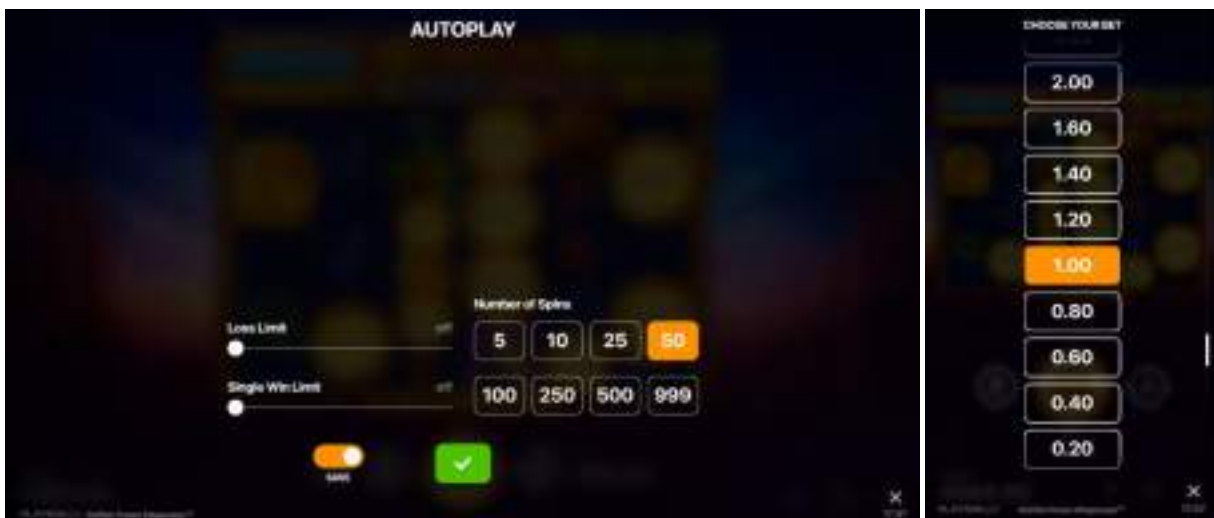 AUTOPLAY
Number of Spins
Loss Limit off
5 10 25 50
Single Win Limit off
100 250 500 999
CHOOSE YOUR BET
2.00
1.60
1.40
1.20
1.00
0.80
0.60
0.40
0.20